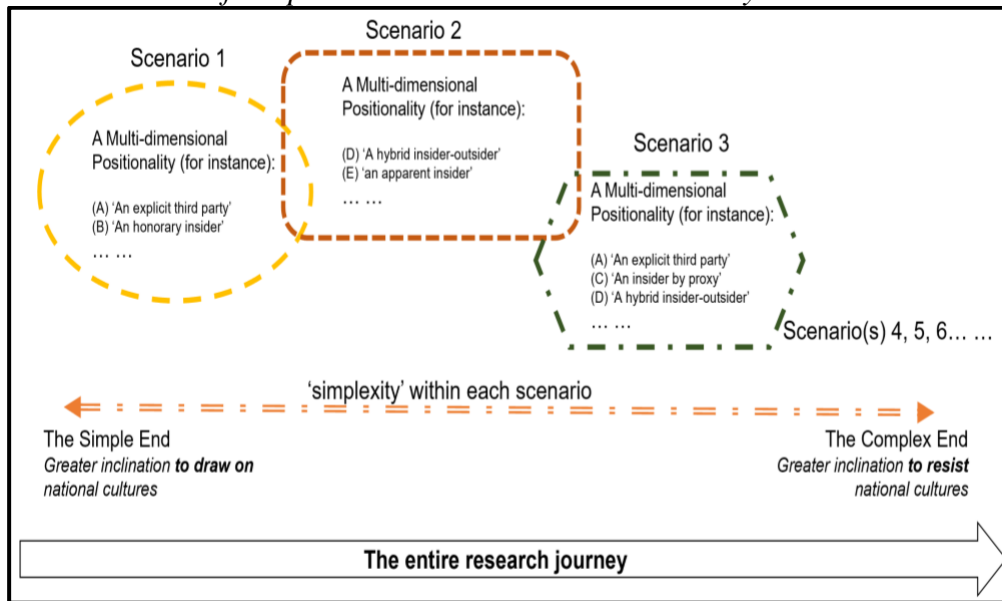 Scenario 1
A Multi-dimensional
Positionality (for instance):
(A) ‘An explicit third party’
(B) ‘An honorary insider’
… …
Scenario 2
A Multi-dimensional
Positionality (for instance):
(D) ‘A hybrid insider-outsider’
(E) ‘an apparent insider’
… …
Scenario 3
A Multi-dimensional
Positionality (for instance):
(A) ‘An explicit third party’
(C) ‘An insider by proxy’
(D) ‘A hybrid insider-outsider’
… …
Scenario(s) 4, 5, 6… …
‘simplexity’ within each scenario
The Simple End
Greater inclination to draw on
national cultures
The Complex End
Greater inclination to resist
national cultures
The entire research journey